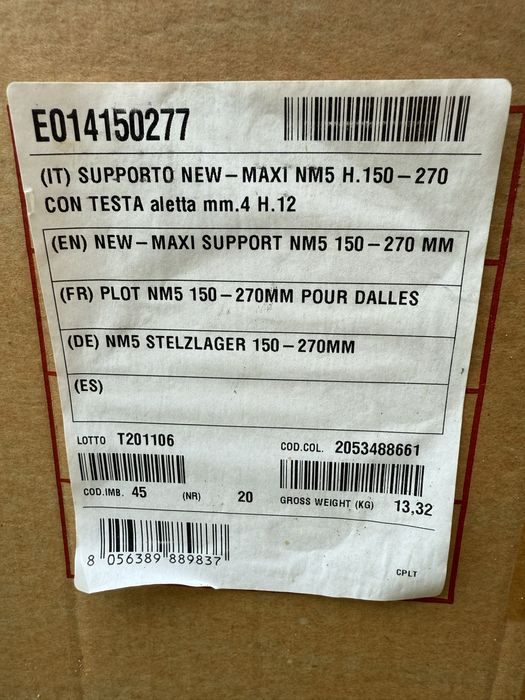 E014150277
(IT) SUPPORTO NEW-MAXI NM5 H.150-270
CON TESTA aletta mm.4 H.12
(EN) NEW-MAXI SUPPORT NM5 150-270 MM
(FR) PLOT NM5 150-270MM POUR DALLES
(DE) NM5 STELZLAGER 150-270MM
(ES)
LOTTO T201106 COD.COL. 2053488661
COD.IMB. 45 (NR) 20 GROSS WEIGHT (KG) 13,32
8 056389 889837
CPLT